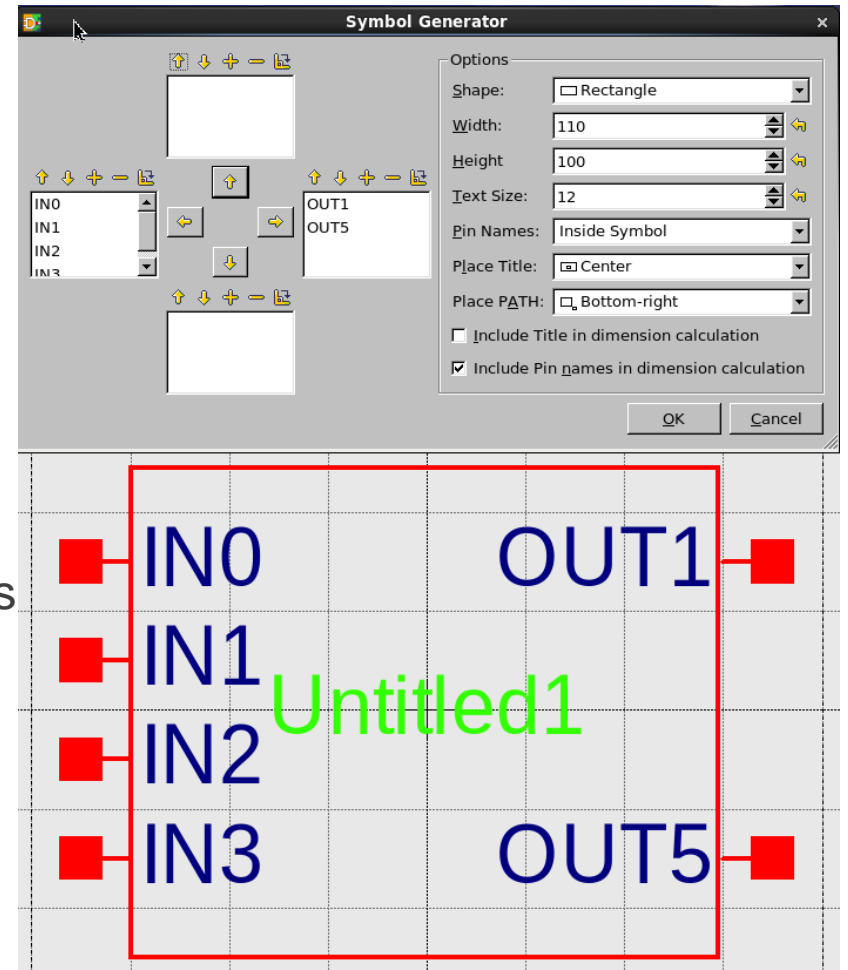 Symbol Generator
Options
Shape: Rectangle
Width: 110
Height 100
Text Size: 12
Pin Names: Inside Symbol
Place Title: Center
Place PATH: Bottom-right
Include Title in dimension calculation
Include Pin names in dimension calculation
OK Cancel
IN0
IN1
IN2
IN3
OUT1
OUT5
s
IN0 OUT1
IN1
Untitled1
IN2
IN3 OUT5